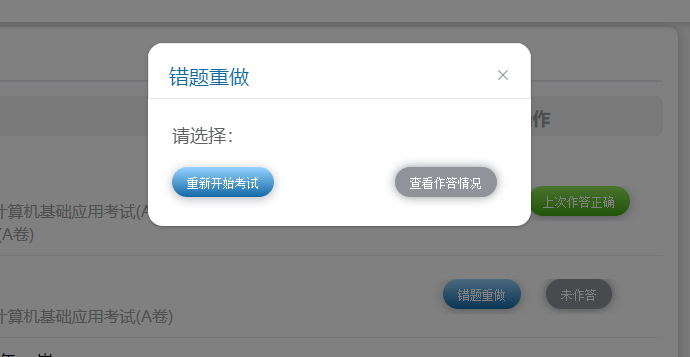 错题重做
×
请选择：
作
重新开始考试
查看作答情况
上次作答正确
计算机基础应用考试(A
(A卷)
错题重做
未作答
计算机基础应用考试(A卷)